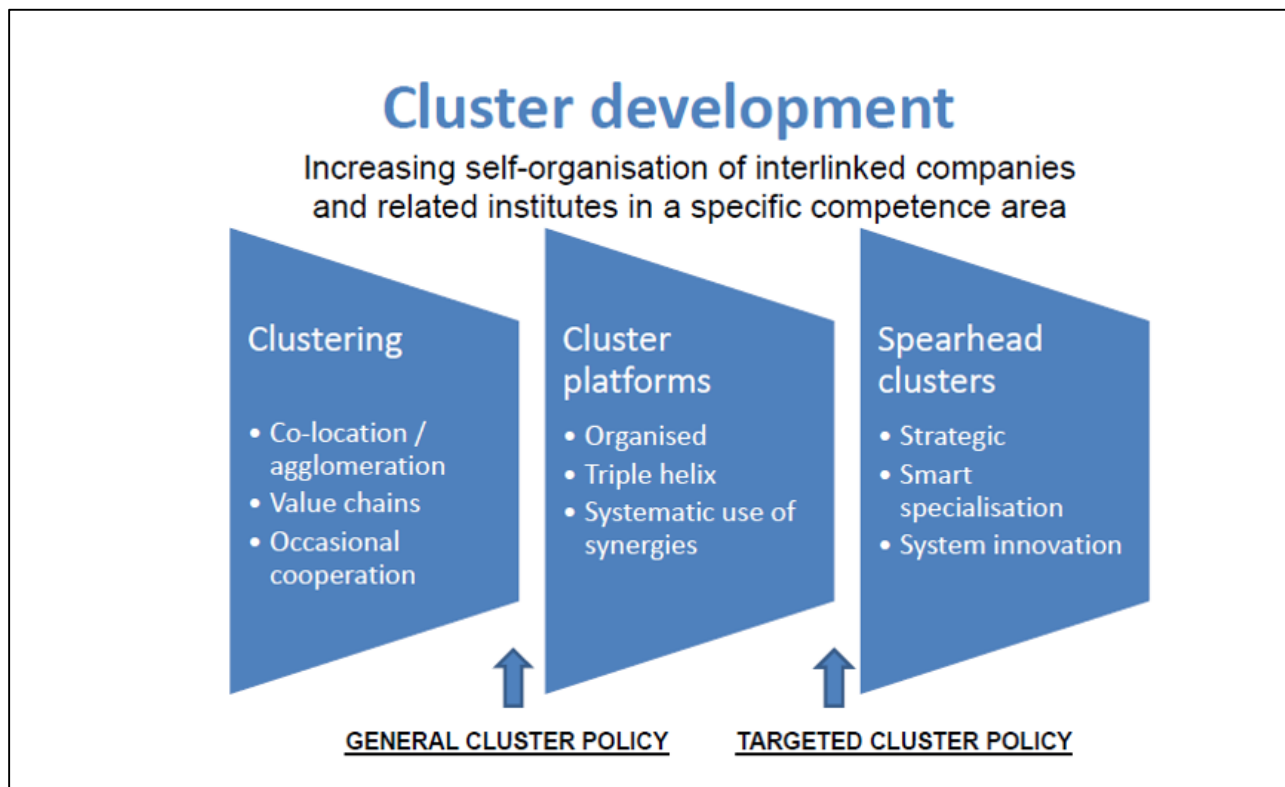 Cluster development
Increasing self-organisation of interlinked companies
and related institutes in a specific competence area
Clustering
• Co-location /
agglomeration
• Value chains
• Occasional
cooperation
Cluster
platforms
• Organised
• Triple helix
• Systematic use of
synergies
Spearhead
clusters
• Strategic
• Smart
specialisation
• System innovation
GENERAL CLUSTER POLICY
TARGETED CLUSTER POLICY